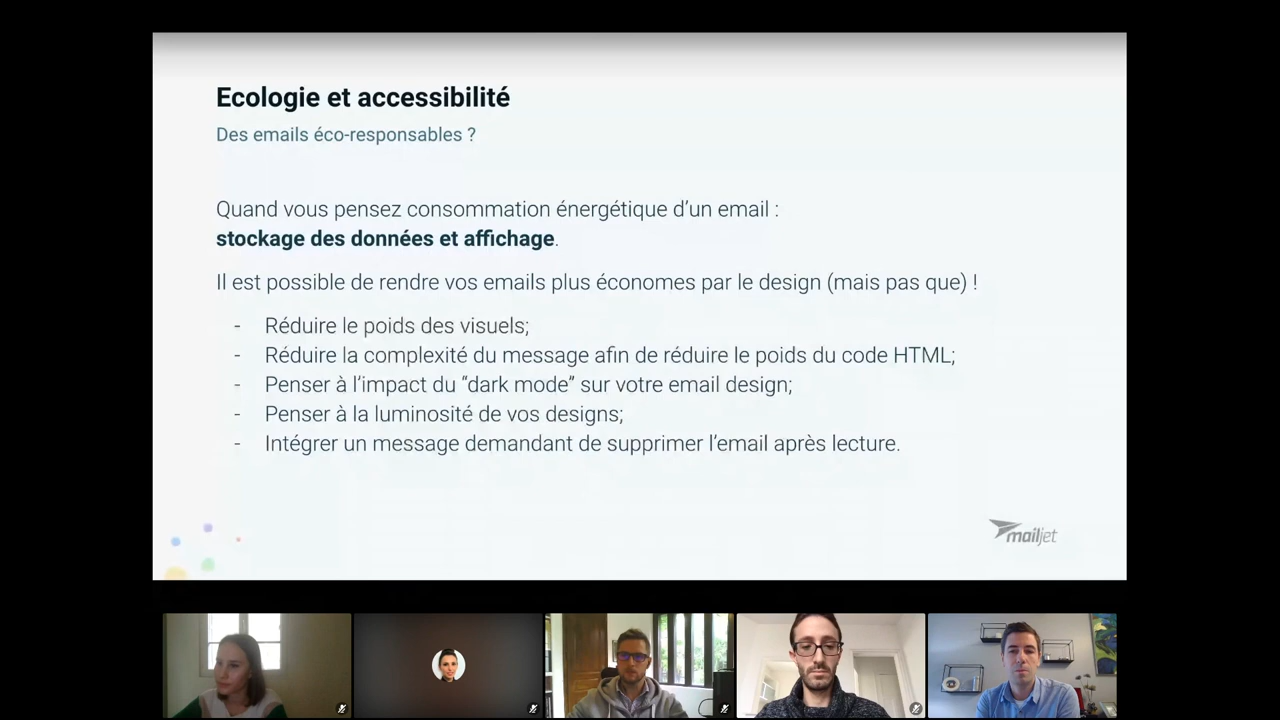 Ecologie et accessibilité
Des emails éco-responsables ?
Quand vous pensez consommation énergétique d’un email :
stockage des données et affichage.
Il est possible de rendre vos emails plus économes par le design (mais pas que) !
- Réduire le poids des visuels;
- Réduire la complexité du message afin de réduire le poids du code HTML;
- Penser à l’impact du “dark mode” sur votre email design;
- Penser à la luminosité de vos designs;
- Intégrer un message demandant de supprimer l’email après lecture.
mailjet